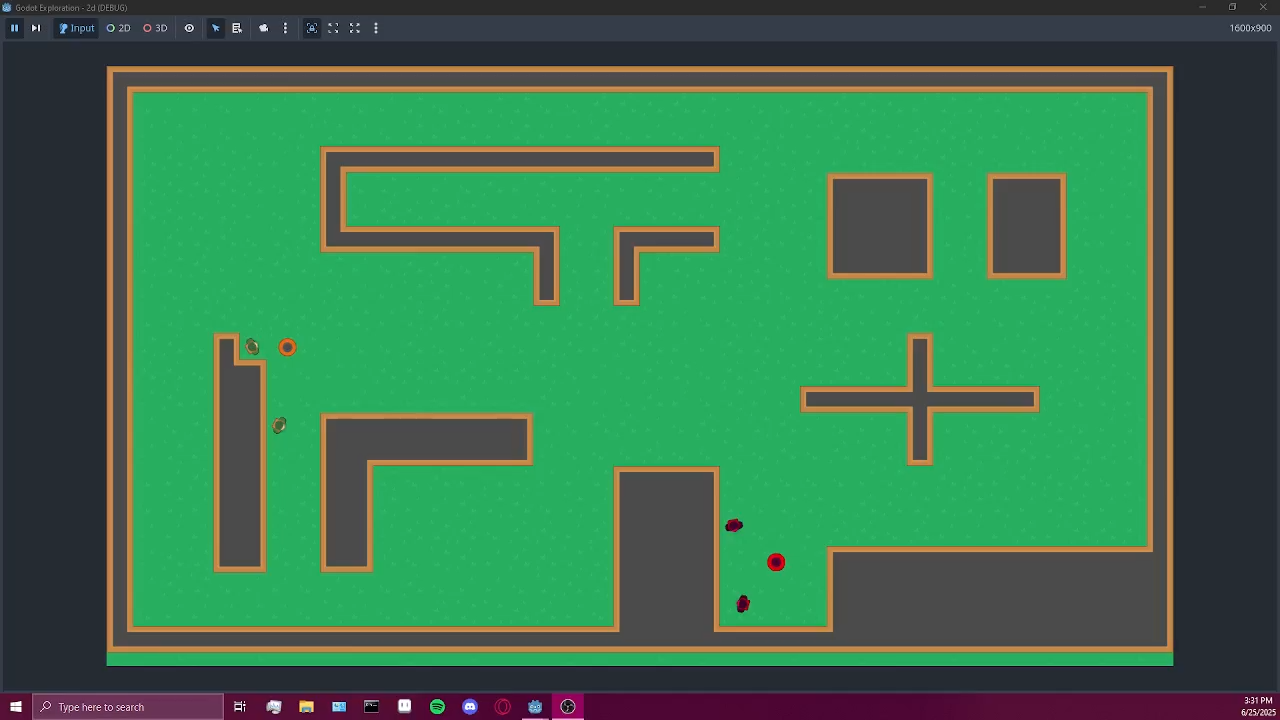 Godot Exploration - 2d (DEBUG)
Input 2D 3D
1600x900
Type here to search
3:31 PM
6/25/2025